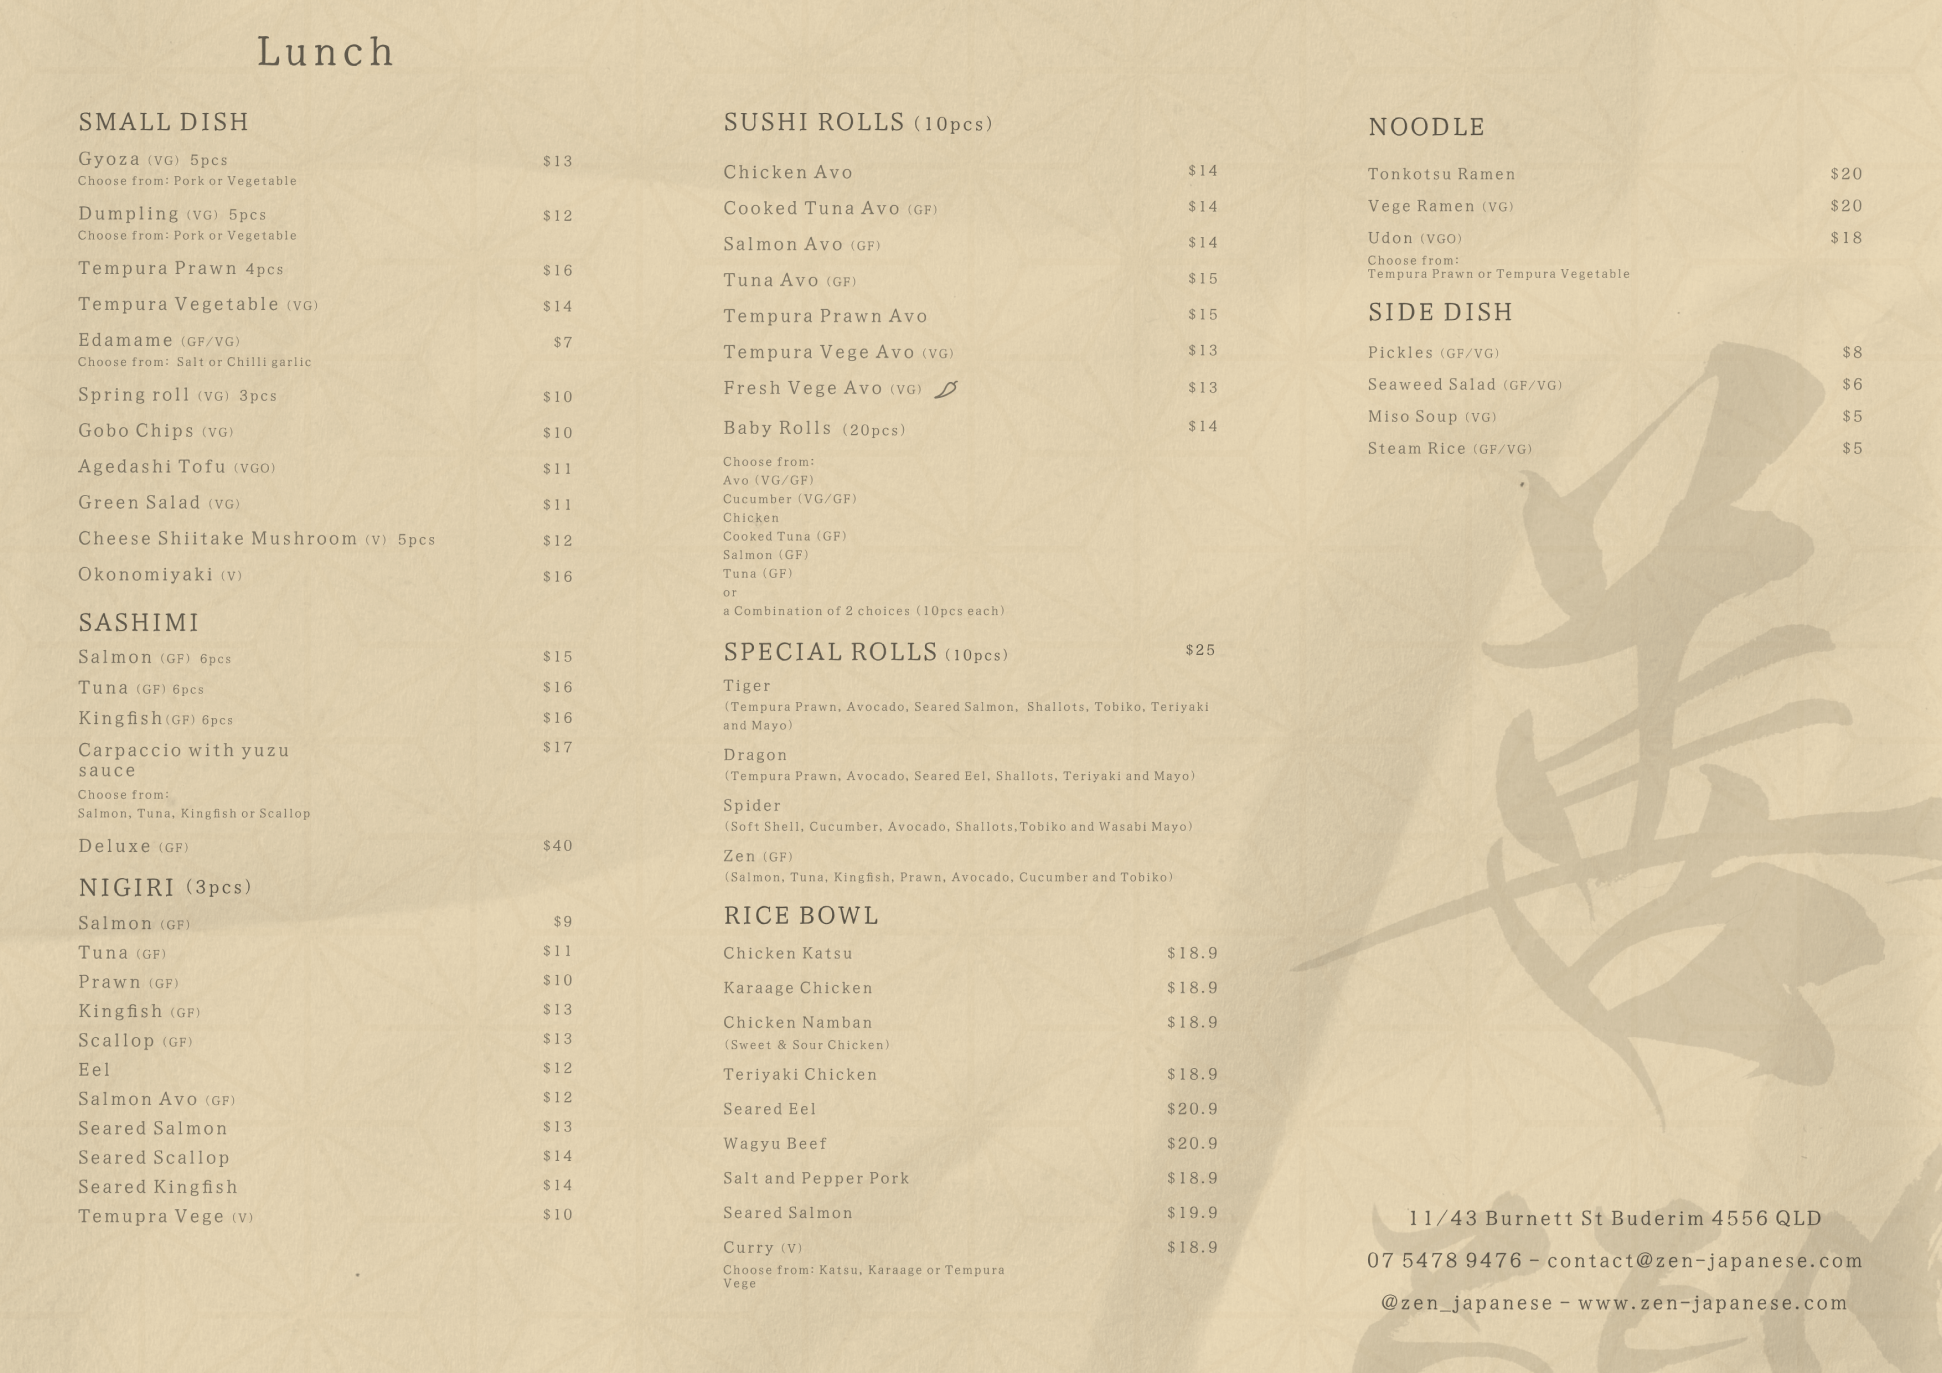 Lunch
SMALL DISH
Gyoza (VG) 5pcs $13
Choose from: Pork or Vegetable
Dumpling (VG) 5pcs $12
Choose from: Pork or Vegetable
Tempura Prawn 4pcs $16
Tempura Vegetable (VG) $14
Edamame (GF/VG) $7
Choose from: Salt or Chilli garlic
Spring roll (VG) 3pcs $10
Gobo Chips (VG) $10
Agedashi Tofu (VGO) $11
Green Salad (VG) $11
Cheese Shiitake Mushroom (V) 5pcs $12
Okonomiyaki (V) $16
SASHIMI
Salmon (GF) 6pcs $15
Tuna (GF) 6pcs $16
Kingfish(GF) 6pcs $16
Carpaccio with yuzu $17
sauce
Choose from:
Salmon, Tuna, Kingfish or Scallop
Deluxe (GF) $40
NIGIRI (3pcs)
Salmon (GF) $9
Tuna (GF) $11
Prawn (GF) $10
Kingfish (GF) $13
Scallop (GF) $13
Eel $12
Salmon Avo (GF) $12
Seared Salmon $13
Seared Scallop $14
Seared Kingfish $14
Temupra Vege (V) $10
SUSHI ROLLS (10pcs)
Chicken Avo $14
Cooked Tuna Avo (GF) $14
Salmon Avo (GF) $14
Tuna Avo (GF) $15
Tempura Prawn Avo $15
Tempura Vege Avo (VG) $13
Fresh Vege Avo (VG) $13
Baby Rolls (20pcs) $14
Choose from:
Avo (VG/GF)
Cucumber (VG/GF)
Chicken
Cooked Tuna (GF)
Salmon (GF)
Tuna (GF)
or
a Combination of 2 choices (10pcs each)
SPECIAL ROLLS (10pcs) $25
Tiger
(Tempura Prawn, Avocado, Seared Salmon, Shallots, Tobiko, Teriyaki
and Mayo)
Dragon
(Tempura Prawn, Avocado, Seared Eel, Shallots, Teriyaki and Mayo)
Spider
(Soft Shell, Cucumber, Avocado, Shallots,Tobiko and Wasabi Mayo)
Zen (GF)
(Salmon, Tuna, Kingfish, Prawn, Avocado, Cucumber and Tobiko)
RICE BOWL
Chicken Katsu $18.9
Karaage Chicken $18.9
Chicken Namban $18.9
(Sweet & Sour Chicken)
Teriyaki Chicken $18.9
Seared Eel $20.9
Wagyu Beef $20.9
Salt and Pepper Pork $18.9
Seared Salmon $19.9
Curry (V) $18.9
Choose from: Katsu, Karaage or Tempura
Vege
NOODLE
Tonkotsu Ramen $20
Vege Ramen (VG) $20
Udon (VGO) $18
Choose from:
Tempura Prawn or Tempura Vegetable
SIDE DISH
Pickles (GF/VG) $8
Seaweed Salad (GF/VG) $6
Miso Soup (VG) $5
Steam Rice (GF/VG) $5
11/43 Burnett St Buderim 4556 QLD
07 5478 9476 - contact@zen-japanese.com
@zen_japanese - www.zen-japanese.com